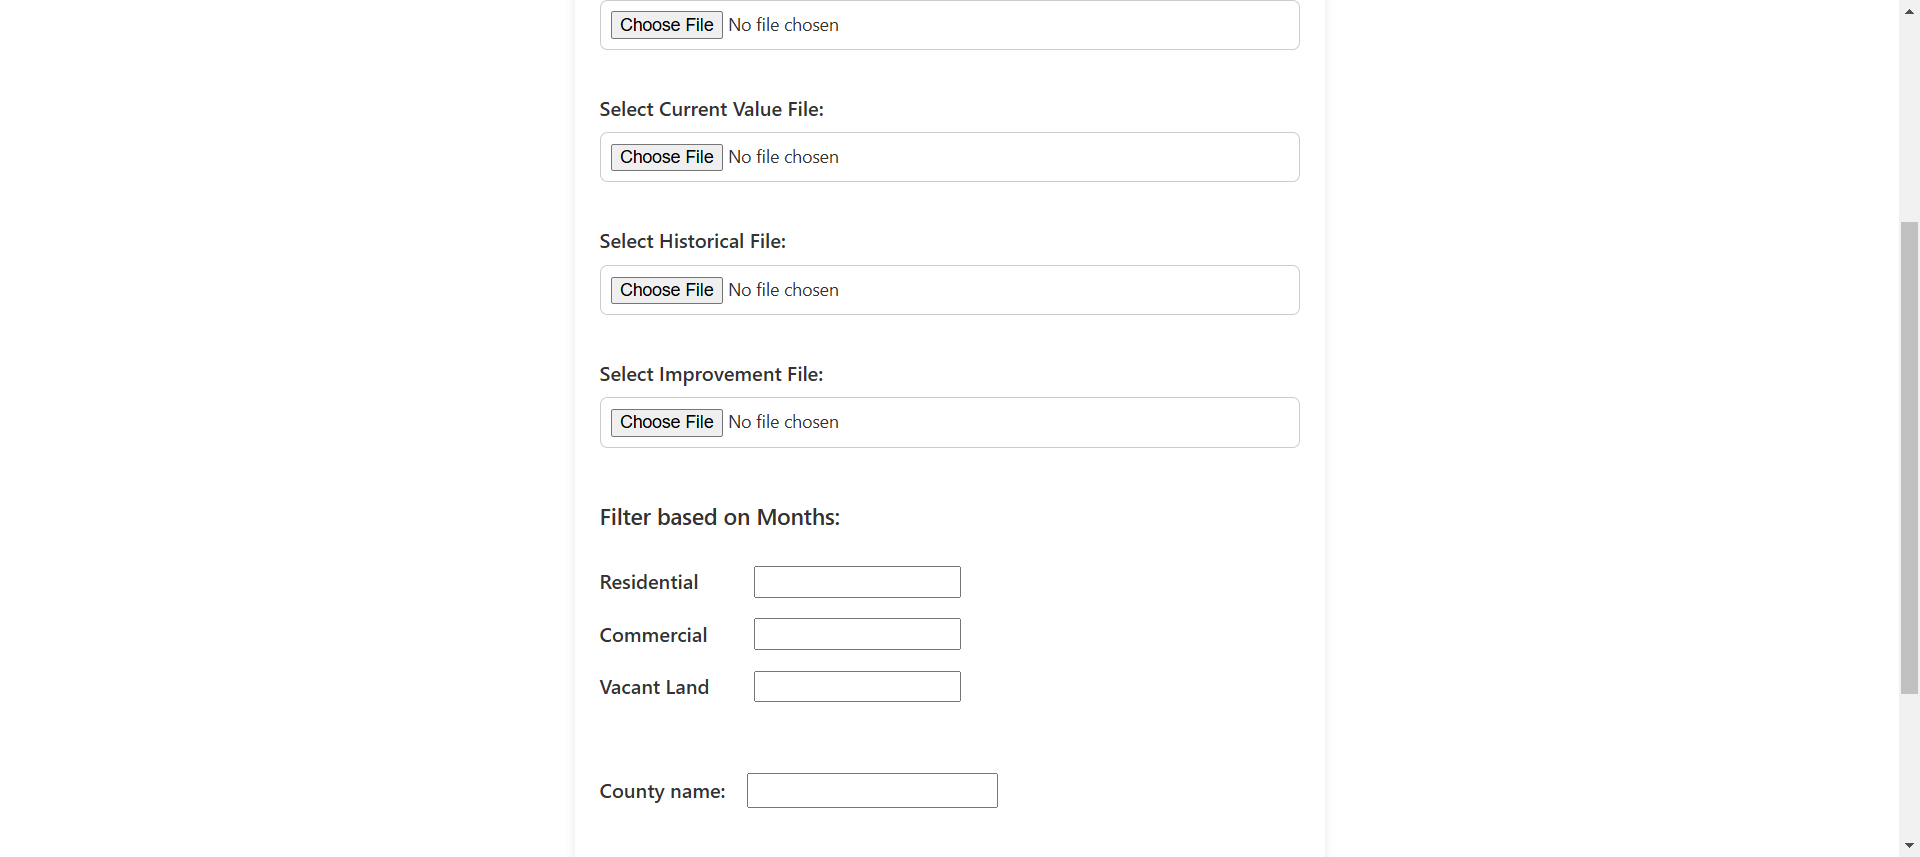 Choose File No file chosen
Select Current Value File:
Choose File No file chosen
Select Historical File:
Choose File No file chosen
Select Improvement File:
Choose File No file chosen
Filter based on Months:
Residential
Commercial
Vacant Land
County name: